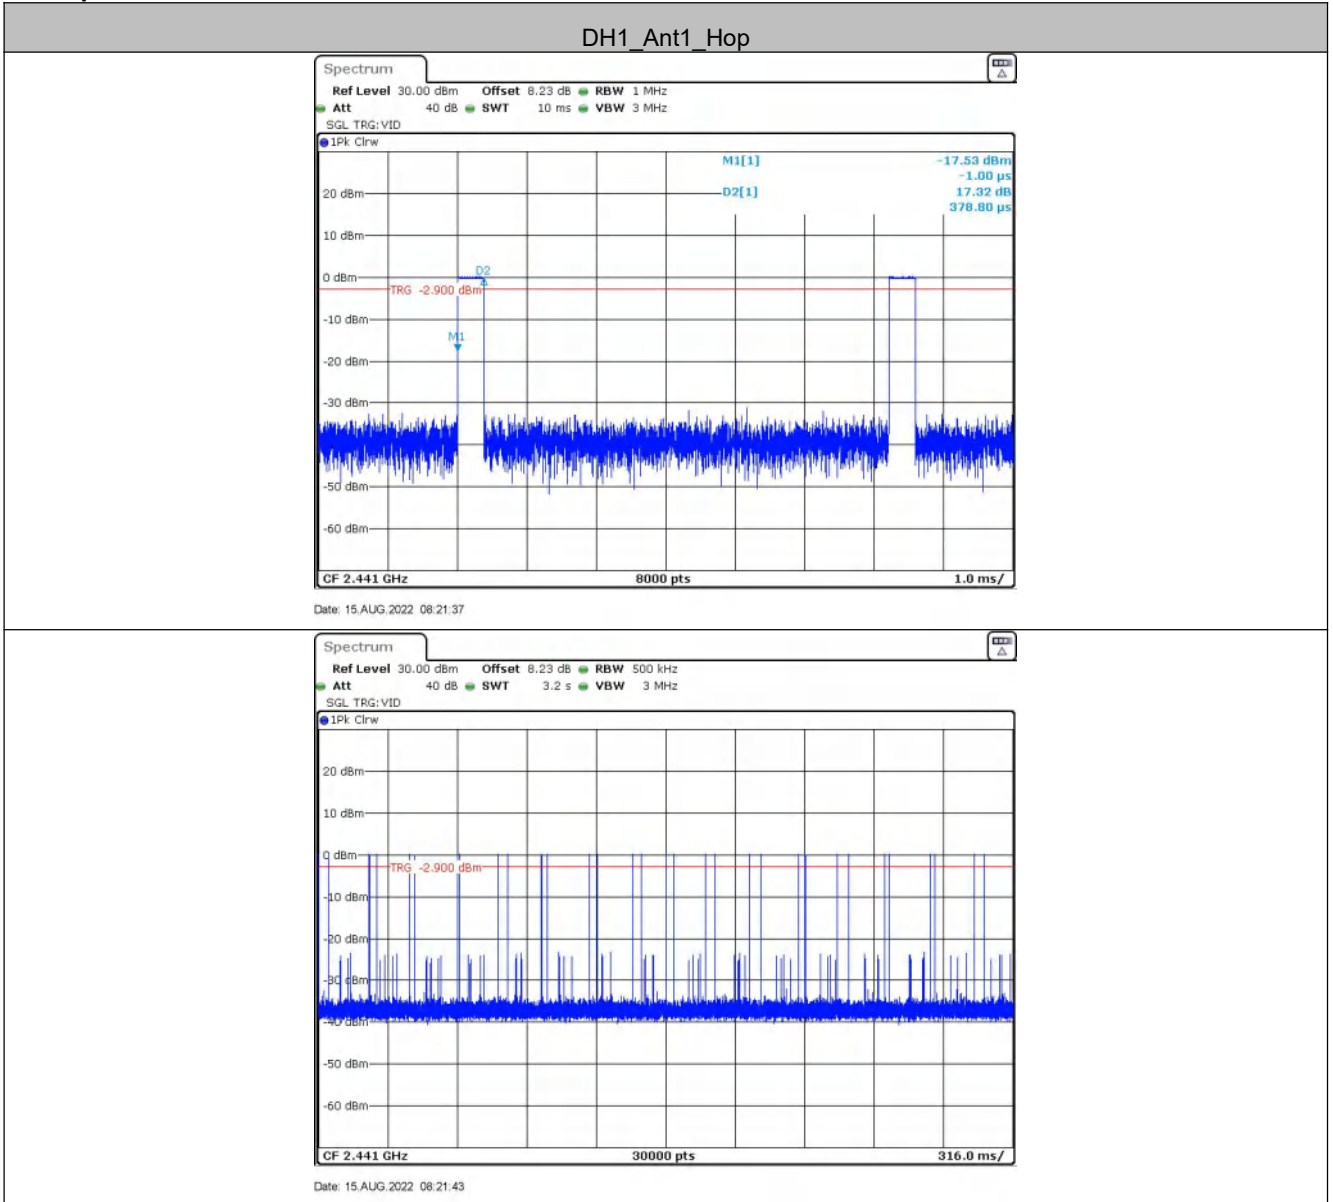 DH1_Ant1_Hop
Spectrum
Ref Level 30.00 dBm Offset 8.23 dB RBW 1 MHz
Att 40 dB SWT 10 ms VBW 3 MHz
SGL TRG:VID
1Pk Clrw
M1[1] -17.53 dBm
-1.00 µs
20 dBm
D2[1] 17.32 dB
378.80 µs
10 dBm
0 dBm
D2
TRG -2.900 dBm
-10 dBm
M1
-20 dBm
-30 dBm
-50 dBm
-60 dBm
CF 2.441 GHz 8000 pts 1.0 ms/
Date: 15.AUG.2022 08:21:37
Spectrum
Ref Level 30.00 dBm Offset 8.23 dB RBW 500 kHz
Att 40 dB SWT 3.2 s VBW 3 MHz
SGL TRG:VID
1Pk Clrw
20 dBm
10 dBm
0 dBm
TRG -2.900 dBm
-10 dBm
-20 dBm
-30 dBm
-40 dBm
-50 dBm
-60 dBm
CF 2.441 GHz 30000 pts 316.0 ms/
Date: 15.AUG.2022 08:21:43